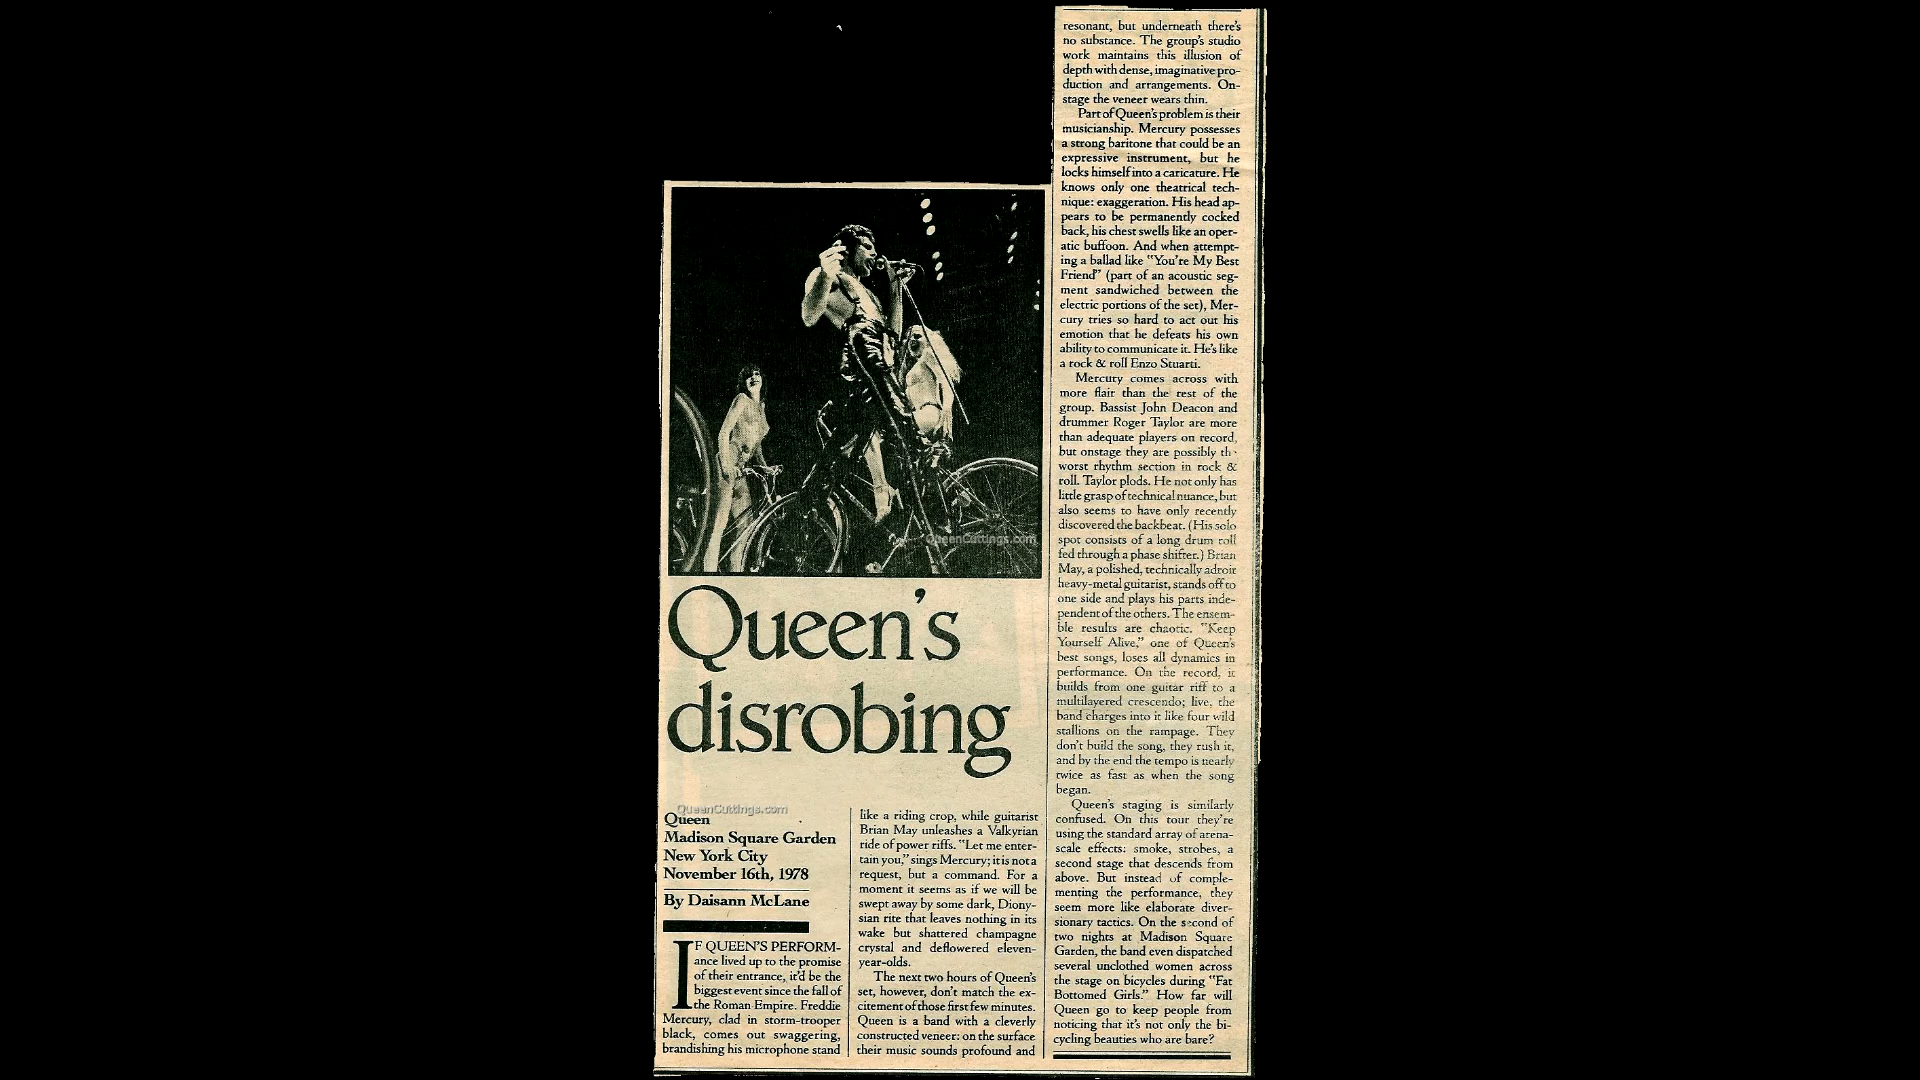 QueenCuttings.com
Queen's
disrobing
QueenCuttings.com
Queen
Madison Square Garden
New York City
November 16th, 1978
By Daisann McLane
IF QUEEN'S PERFORM-
ance lived up to the promise
of their entrance, it'd be the
biggest event since the fall of
the Roman Empire. Freddie
Mercury, clad in storm-trooper
black, comes out swaggering,
brandishing his microphone stand
like a riding crop, while guitarist
Brian May unleashes a Valkyrian
ride of power riffs. "Let me enter-
tain you," sings Mercury; it is not a
request, but a command. For a
moment it seems as if we will be
swept away by some dark, Diony-
sian rite that leaves nothing in its
wake but shattered champagne
crystal and deflowered eleven-
year-olds.
The next two hours of Queen's
set, however, don't match the ex-
citement of those first few minutes.
Queen is a band with a cleverly
constructed veneer: on the surface
their music sounds profound and
resonant, but underneath there's
no substance. The group's studio
work maintains this illusion of
depth with dense, imaginative pro-
duction and arrangements. On-
stage the veneer wears thin.
Part of Queen's problem is their
musicianship. Mercury possesses
a strong baritone that could be an
expressive instrument, but he
locks himself into a caricature. He
knows only one theatrical tech-
nique: exaggeration. His head ap-
pears to be permanently cocked
back, his chest swells like an oper-
atic buffoon. And when attempt-
ing a ballad like "You're My Best
Friend" (part of an acoustic seg-
ment sandwiched between the
electric portions of the set), Mer-
cury tries so hard to act out his
emotion that he defeats his own
ability to communicate it. He's like
a rock & roll Enzo Stuarti.
Mercury comes across with
more flair than the rest of the
group. Bassist John Deacon and
drummer Roger Taylor are more
than adequate players on record,
but onstage they are possibly the
worst rhythm section in rock &
roll. Taylor plods. He not only has
little grasp of technical nuance, but
also seems to have only recently
discovered the backbeat. (His solo
spot consists of a long drum roll
fed through a phase shifter.) Brian
May, a polished, technically adroit
heavy-metal guitarist, stands off to
one side and plays his parts inde-
pendent of the others. The ensem-
ble results are chaotic. "Keep
Yourself Alive," one of Queen's
best songs, loses all dynamics in
performance. On the record, it
builds from one guitar riff to a
multilayered crescendo; live, the
band charges into it like four wild
stallions on the rampage. They
don't build the song, they rush it,
and by the end the tempo is nearly
twice as fast as when the song
began.
Queen's staging is similarly
confused. On this tour they're
using the standard array of arena-
scale effects: smoke, strobes, a
second stage that descends from
above. But instead of comple-
menting the performance, they
seem more like elaborate diver-
sionary tactics. On the second of
two nights at Madison Square
Garden, the band even dispatched
several unclothed women across
the stage on bicycles during "Fat
Bottomed Girls." How far will
Queen go to keep people from
noticing that it's not only the bi-
cycling beauties who are bare?